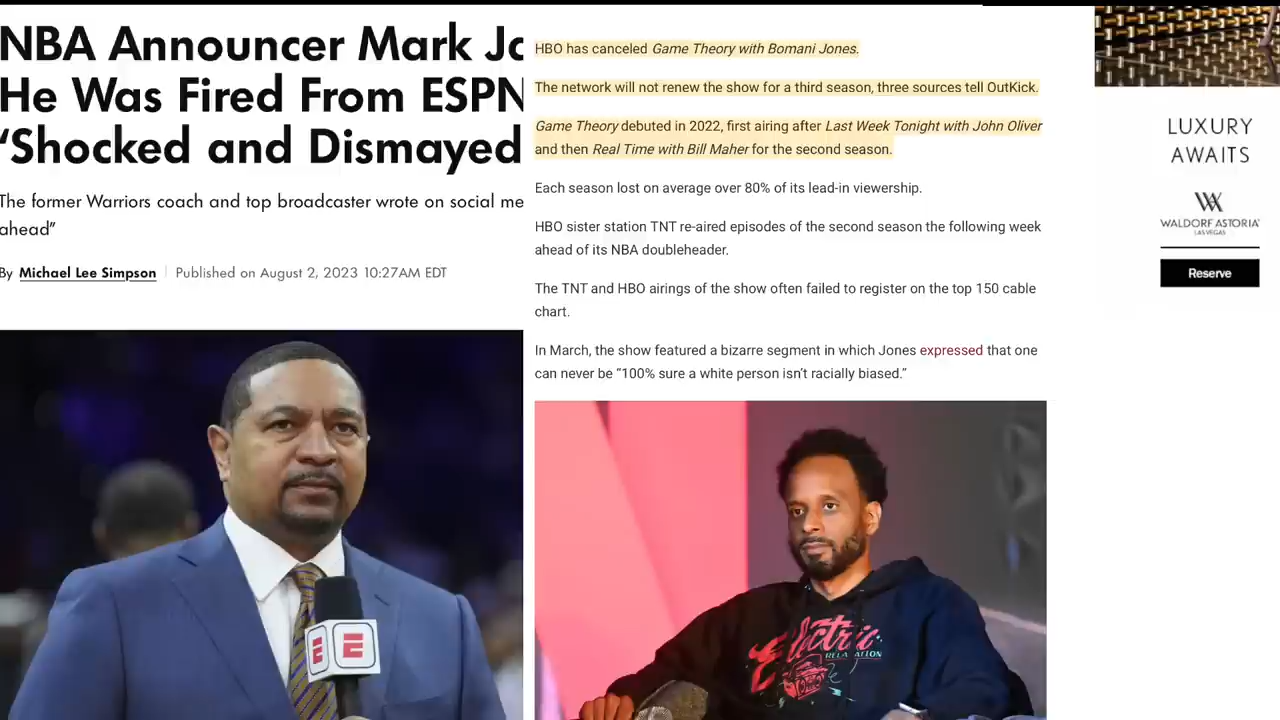 NBA Announcer Mark Jc
He Was Fired From ESPN
‘Shocked and Dismayed
The former Warriors coach and top broadcaster wrote on social me
ahead”
By Michael Lee Simpson Published on August 2, 2023 10:27AM EDT
HBO has canceled Game Theory with Bomani Jones.
The network will not renew the show for a third season, three sources tell OutKick.
Game Theory debuted in 2022, first airing after Last Week Tonight with John Oliver
and then Real Time with Bill Maher for the second season.
Each season lost on average over 80% of its lead-in viewership.
HBO sister station TNT re-aired episodes of the second season the following week
ahead of its NBA doubleheader.
The TNT and HBO airings of the show often failed to register on the top 150 cable
chart.
In March, the show featured a bizarre segment in which Jones expressed that one
can never be “100% sure a white person isn’t racially biased.”
Electric
RELAXATION
LUXURY
AWAITS
WALDORF ASTORIA
LAS VEGAS
Reserve